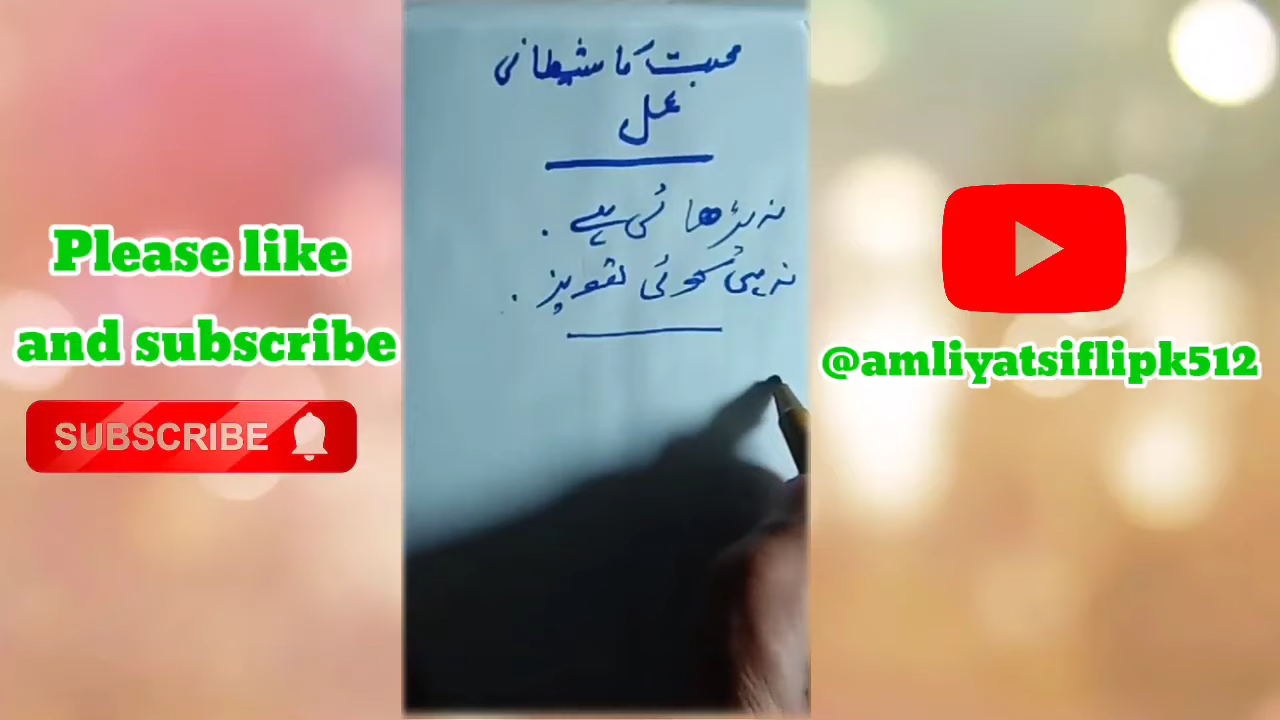 محبت کا شیطانی
عمل
نہ پڑھائی ہے .
نہ ہی کوئی تعویز .
Please like
and subscribe
SUBSCRIBE
@amliyatsiflipk512